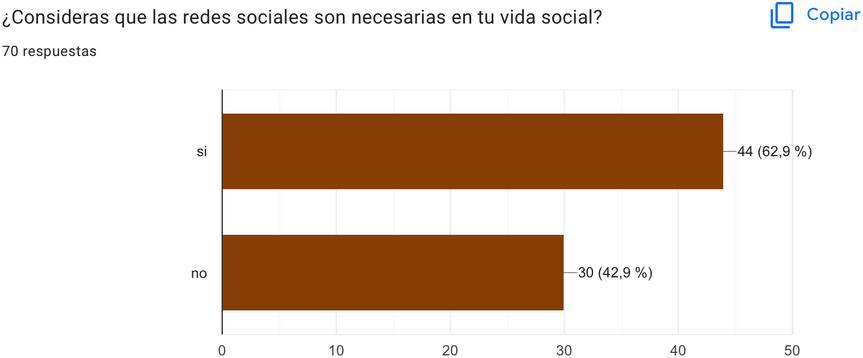 ¿Consideras que las redes sociales son necesarias en tu vida social?
Copiar
70 respuestas
si
44 (62,9 %)
no
30 (42,9 %)
0 10 20 30 40 50